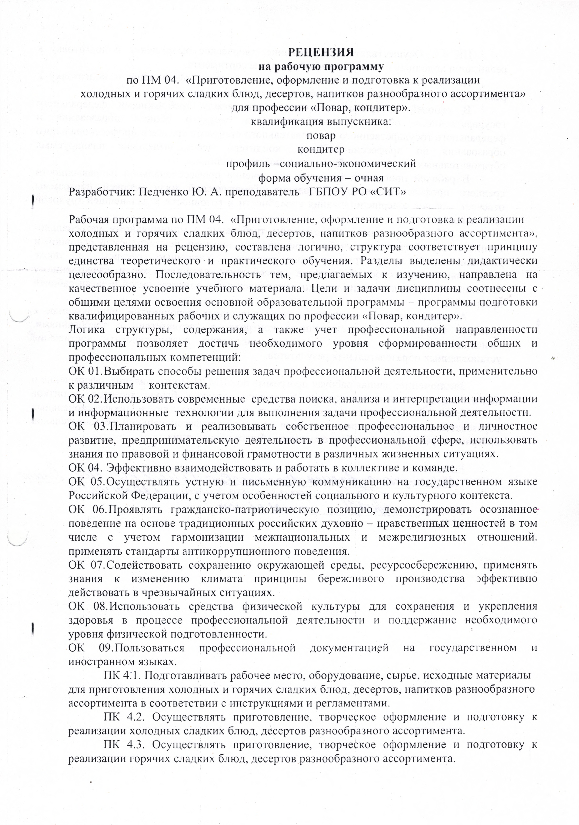 РЕЦЕНЗИЯ
на рабочую программу
по ПМ 04. «Приготовление, оформление и подготовка к реализации
холодных и горячих сладких блюд, десертов, напитков разнообразного ассортимента»
для профессии «Повар, кондитер».
квалификация выпускника:
повар
кондитер
профиль –социально-экономический
форма обучения – очная
Разработчик: Педченко Ю. А. преподаватель ГБПОУ РО «СИТ»
Рабочая программа по ПМ 04. «Приготовление, оформление и подготовка к реализации
холодных и горячих сладких блюд, десертов, напитков разнообразного ассортимента»,
представленная на рецензию, составлена логично, структура соответствует принципу
единства теоретического и практического обучения. Разделы выделены дидактически
целесообразно. Последовательность тем, предлагаемых к изучению, направлена на
качественное усвоение учебного материала. Цели и задачи дисциплины соотнесены с
общими целями освоения основной образовательной программы – программы подготовки
квалифицированных рабочих и служащих по профессии «Повар, кондитер».
Логика структуры, содержания, а также учет профессиональной направленности
программы позволяет достичь необходимого уровня сформированности общих и
профессиональных компетенций:
ОК 01.Выбирать способы решения задач профессиональной деятельности, применительно
к различным контекстам.
ОК 02.Использовать современные средства поиска, анализа и интерпретации информации
и информационные технологии для выполнения задачи профессиональной деятельности.
ОК 03.Планировать и реализовывать собственное профессиональное и личностное
развитие, предпринимательскую деятельность в профессиональной сфере, использовать
знания по правовой и финансовой грамотности в различных жизненных ситуациях.
ОК 04. Эффективно взаимодействовать и работать в коллективе и команде.
ОК 05.Осуществлять устную и письменную коммуникацию на государственном языке
Российской Федерации, с учетом особенностей социального и культурного контекста.
ОК 06.Проявлять гражданско-патриотическую позицию, демонстрировать осознанное
поведение на основе традиционных российских духовно – нравственных ценностей в том
числе с учетом гармонизации межнациональных и межрелигиозных отношений.
применять стандарты антикоррупционного поведения.
ОК 07.Содействовать сохранению окружающей среды, ресурсосбережению, применять
знания к изменению климата принципы бережливого производства эффективно
действовать в чрезвычайных ситуациях.
ОК 08.Использовать средства физической культуры для сохранения и укрепления
здоровья в процессе профессиональной деятельности и поддержание необходимого
уровня физической подготовленности.
ОК 09.Пользоваться профессиональной документацией на государственном и
иностранном языках.
ПК 4.1. Подготавливать рабочее место, оборудование, сырье, исходные материалы
для приготовления холодных и горячих сладких блюд, десертов, напитков разнообразного
ассортимента в соответствии с инструкциями и регламентами.
ПК 4.2. Осуществлять приготовление, творческое оформление и подготовку к
реализации холодных сладких блюд, десертов разнообразного ассортимента.
ПК 4.3. Осуществлять приготовление, творческое оформление и подготовку к
реализации горячих сладких блюд, десертов разнообразного ассортимента.